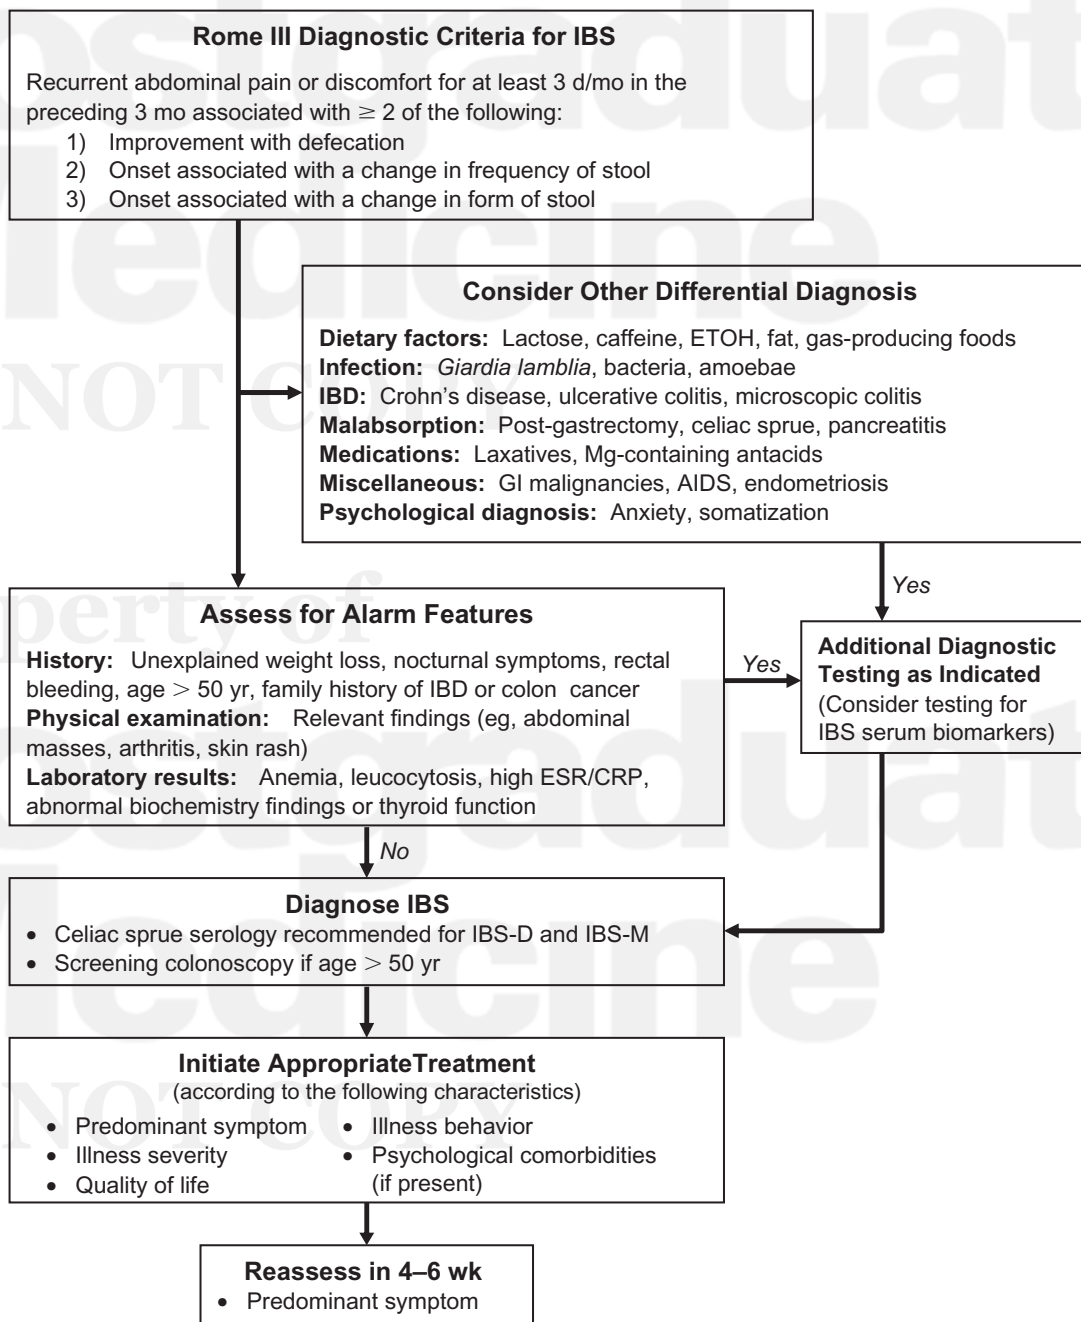 Rome III Diagnostic Criteria for IBS
Recurrent abdominal pain or discomfort for at least 3 d/mo in the
preceding 3 mo associated with ≥ 2 of the following:
1) Improvement with defecation
2) Onset associated with a change in frequency of stool
3) Onset associated with a change in form of stool
Consider Other Differential Diagnosis
Dietary factors: Lactose, caffeine, ETOH, fat, gas-producing foods
Infection: Giardia lamblia, bacteria, amoebae
IBD: Crohn's disease, ulcerative colitis, microscopic colitis
Malabsorption: Post-gastrectomy, celiac sprue, pancreatitis
Medications: Laxatives, Mg-containing antacids
Miscellaneous: GI malignancies, AIDS, endometriosis
Psychological diagnosis: Anxiety, somatization
Yes
Assess for Alarm Features
History: Unexplained weight loss, nocturnal symptoms, rectal
bleeding, age > 50 yr, family history of IBD or colon cancer
Physical examination: Relevant findings (eg, abdominal
masses, arthritis, skin rash)
Laboratory results: Anemia, leucocytosis, high ESR/CRP,
abnormal biochemistry findings or thyroid function
Yes
Additional Diagnostic
Testing as Indicated
(Consider testing for
IBS serum biomarkers)
No
Diagnose IBS
• Celiac sprue serology recommended for IBS-D and IBS-M
• Screening colonoscopy if age > 50 yr
Initiate AppropriateTreatment
(according to the following characteristics)
• Predominant symptom
• Illness severity
• Quality of life
• Illness behavior
• Psychological comorbidities
(if present)
Reassess in 4–6 wk
• Predominant symptom
ostgraduat
Medicine
NOT COPY
perty of
ostgraduat
Medicine
NOT COPY